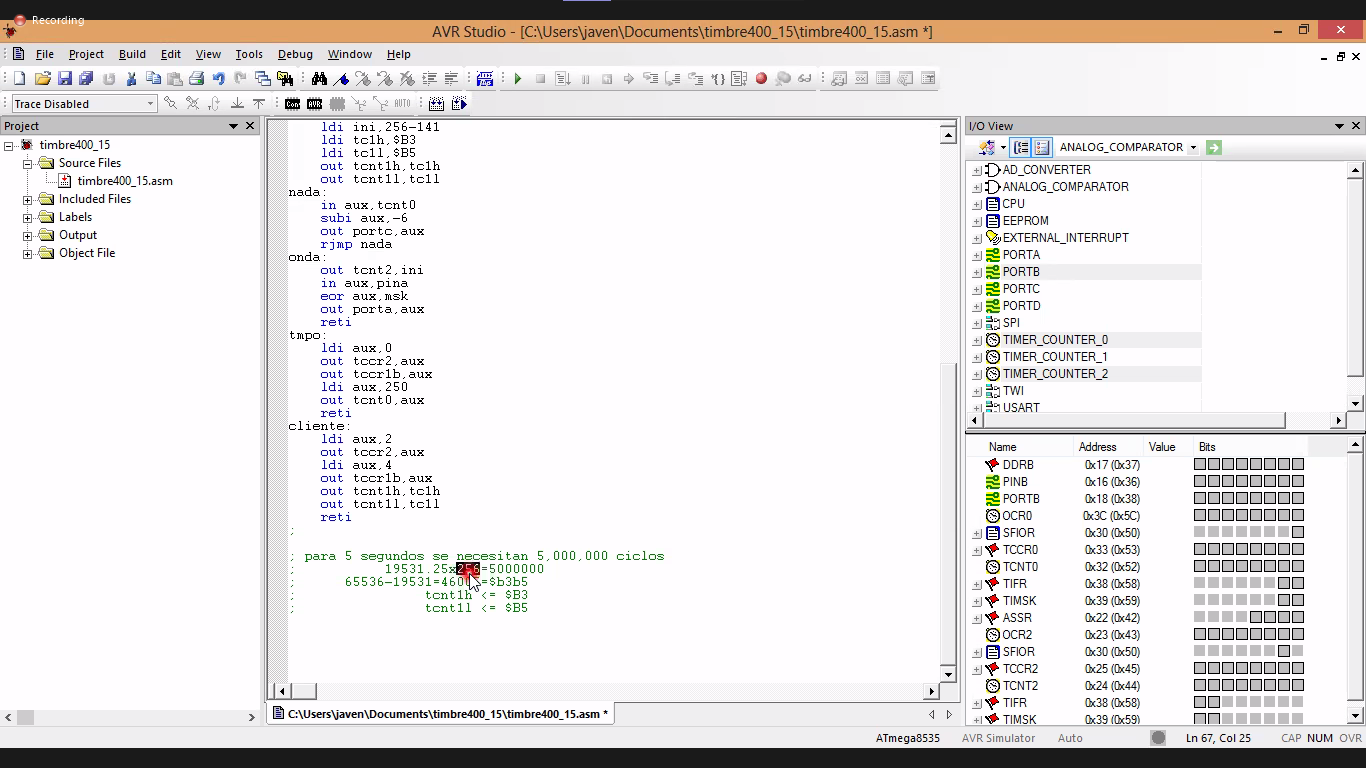 Recording
AVR Studio - [C:\Users\javen\Documents\timbre400_15\timbre400_15.asm *]
File Project Build Edit View Tools Debug Window Help
Trace Disabled
Con AVR AUTO
Project
timbre400_15
Source Files
timbre400_15.asm
Included Files
Labels
Output
Object File
ldi ini,256-141
ldi tc1h,$B3
ldi tc1l,$B5
out tcnt1h,tc1h
out tcnt1l,tc1l
nada:
in aux,tcnt0
subi aux,-6
out portc,aux
rjmp nada
onda:
out tcnt2,ini
in aux,pina
eor aux,msk
out porta,aux
reti
tmpo:
ldi aux,0
out tccr2,aux
out tccr1b,aux
ldi aux,250
out tcnt0,aux
reti
cliente:
ldi aux,2
out tccr2,aux
ldi aux,4
out tccr1b,aux
out tcnt1h,tc1h
out tcnt1l,tc1l
reti
;
; para 5 segundos se necesitan 5,000,000 ciclos
; 19531.25x256=5000000
; =$b3b5
; tcnt1h <= $B3
; tcnt1l <= $B5
C:\Users\javen\Documents\timbre400_15\timbre400_15.asm *
I/O View
ANALOG_COMPARATOR
AD_CONVERTER
ANALOG_COMPARATOR
CPU
EEPROM
EXTERNAL_INTERRUPT
PORTA
PORTB
PORTC
PORTD
SPI
TIMER_COUNTER_0
TIMER_COUNTER_1
TIMER_COUNTER_2
TWI
USART
Name Address Value Bits
DDRB 0x17 (0x37)
PINB 0x16 (0x36)
PORTB 0x18 (0x38)
OCR0 0x3C (0x5C)
SFIOR 0x30 (0x50)
TCCR0 0x33 (0x53)
TCNT0 0x32 (0x52)
TIFR 0x38 (0x58)
TIMSK 0x39 (0x59)
ASSR 0x22 (0x42)
OCR2 0x23 (0x43)
SFIOR 0x30 (0x50)
TCCR2 0x25 (0x45)
TCNT2 0x24 (0x44)
TIFR 0x38 (0x58)
TIMSK 0x39 (0x59)
ATmega8535 AVR Simulator Auto Ln 67, Col 25 CAP NUM OVR